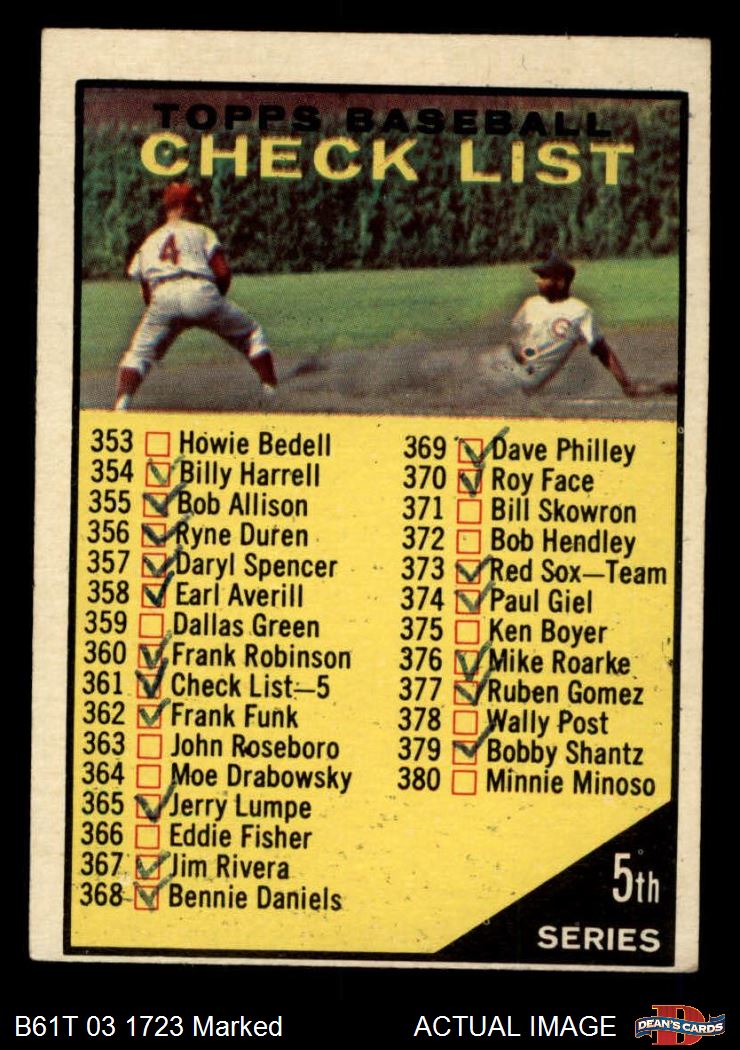 TOPPS BASEBALL
CHECK LIST
4
C
353 Howie Bedell
354 Billy Harrell
355 Bob Allison
356 Ryne Duren
357 Daryl Spencer
358 Earl Averill
359 Dallas Green
360 Frank Robinson
361 Check List—5
362 Frank Funk
363 John Roseboro
364 Moe Drabowsky
365 Jerry Lumpe
366 Eddie Fisher
367 Jim Rivera
368 Bennie Daniels
369 Dave Philley
370 Roy Face
371 Bill Skowron
372 Bob Hendley
373 Red Sox—Team
374 Paul Giel
375 Ken Boyer
376 Mike Roarke
377 Ruben Gomez
378 Wally Post
379 Bobby Shantz
380 Minnie Minoso
5th
SERIES
B61T 03 1723 Marked
ACTUAL IMAGE
D
DEAN'S CARDS